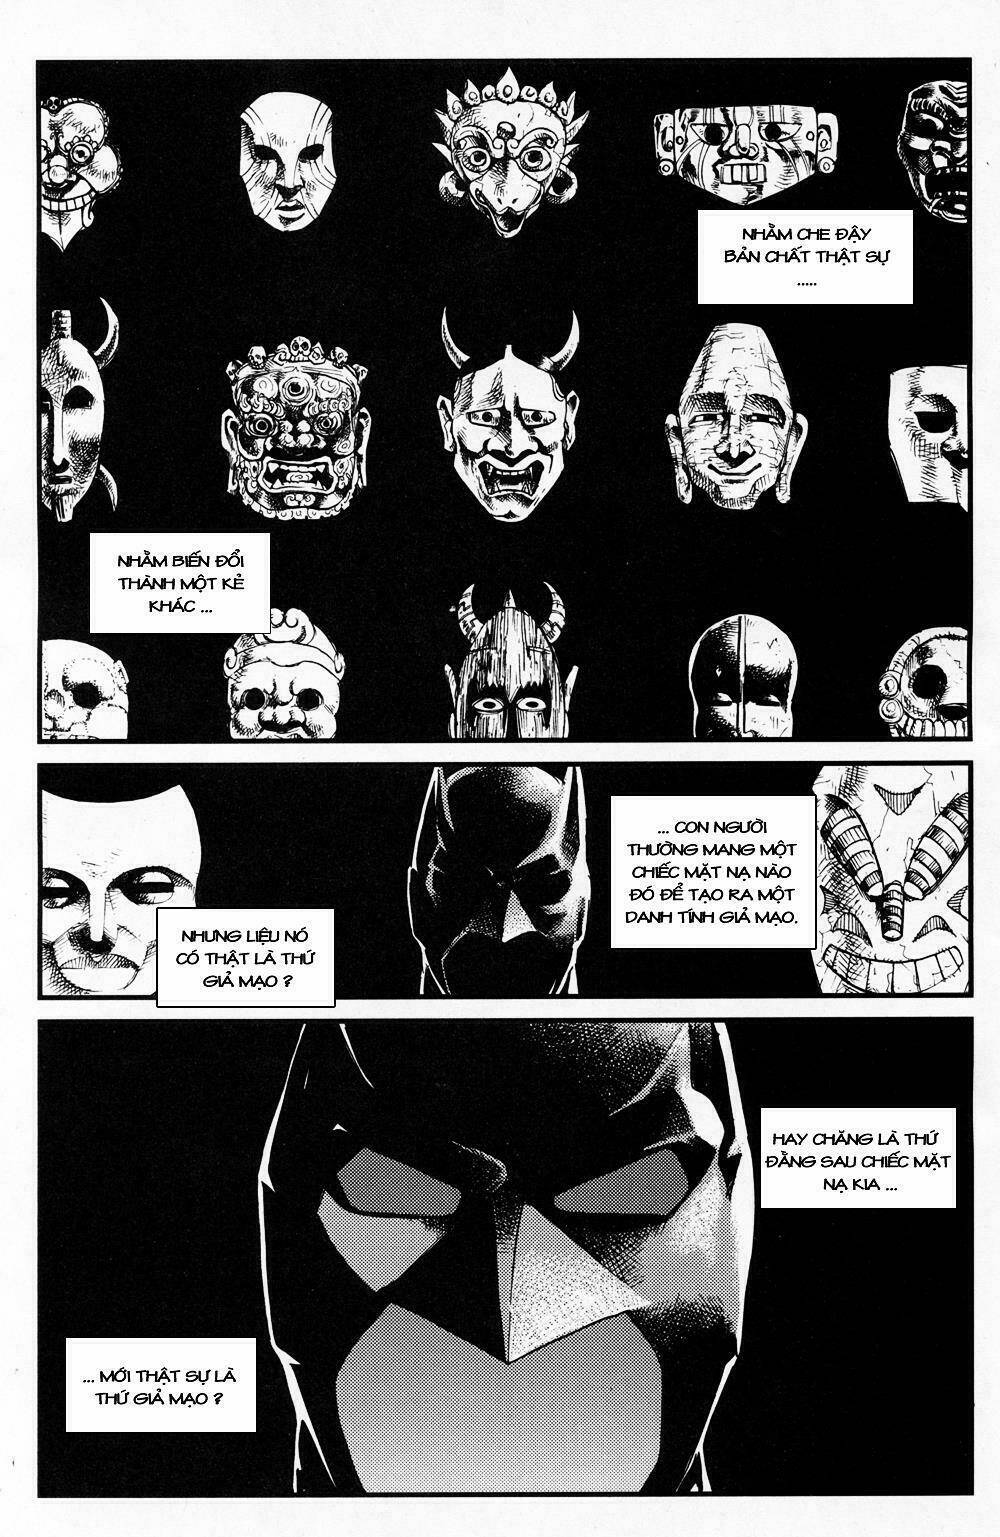 NHẰM CHE ĐẬY
BẢN CHẤT THẬT SỰ
.....
NHẰM BIẾN ĐỔI
THÀNH MỘT KẺ
KHÁC ...
... CON NGƯỜI
THƯỜNG MANG MỘT
CHIẾC MẶT NẠ NÀO
ĐÓ ĐỂ TẠO RA MỘT
DANH TÍNH GIẢ MẠO.
NHƯNG LIỆU NÓ
CÓ THẬT LÀ THỨ
GIẢ MẠO ?
HAY CHĂNG LÀ THỨ
ĐẰNG SAU CHIẾC MẶT
NẠ KIA ...
... MỚI THẬT SỰ LÀ
THỨ GIẢ MẠO ?